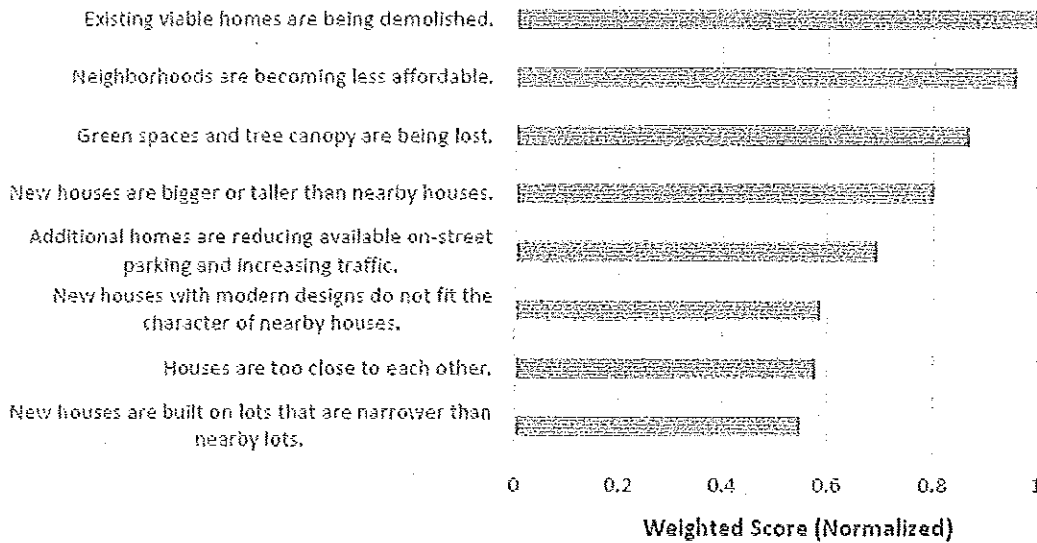 Existing viable homes are being demolished.
Neighborhoods are becoming less affordable.
Green spaces and tree canopy are being lost.
New houses are bigger or taller than nearby houses.
Additional homes are reducing available on-street
parking and increasing traffic.
New houses with modern designs do not fit the
character of nearby houses.
Houses are too close to each other.
New houses are built on lots that are narrower than
nearby lots.
0 0.2 0.4 0.6 0.8 1
Weighted Score (Normalized)